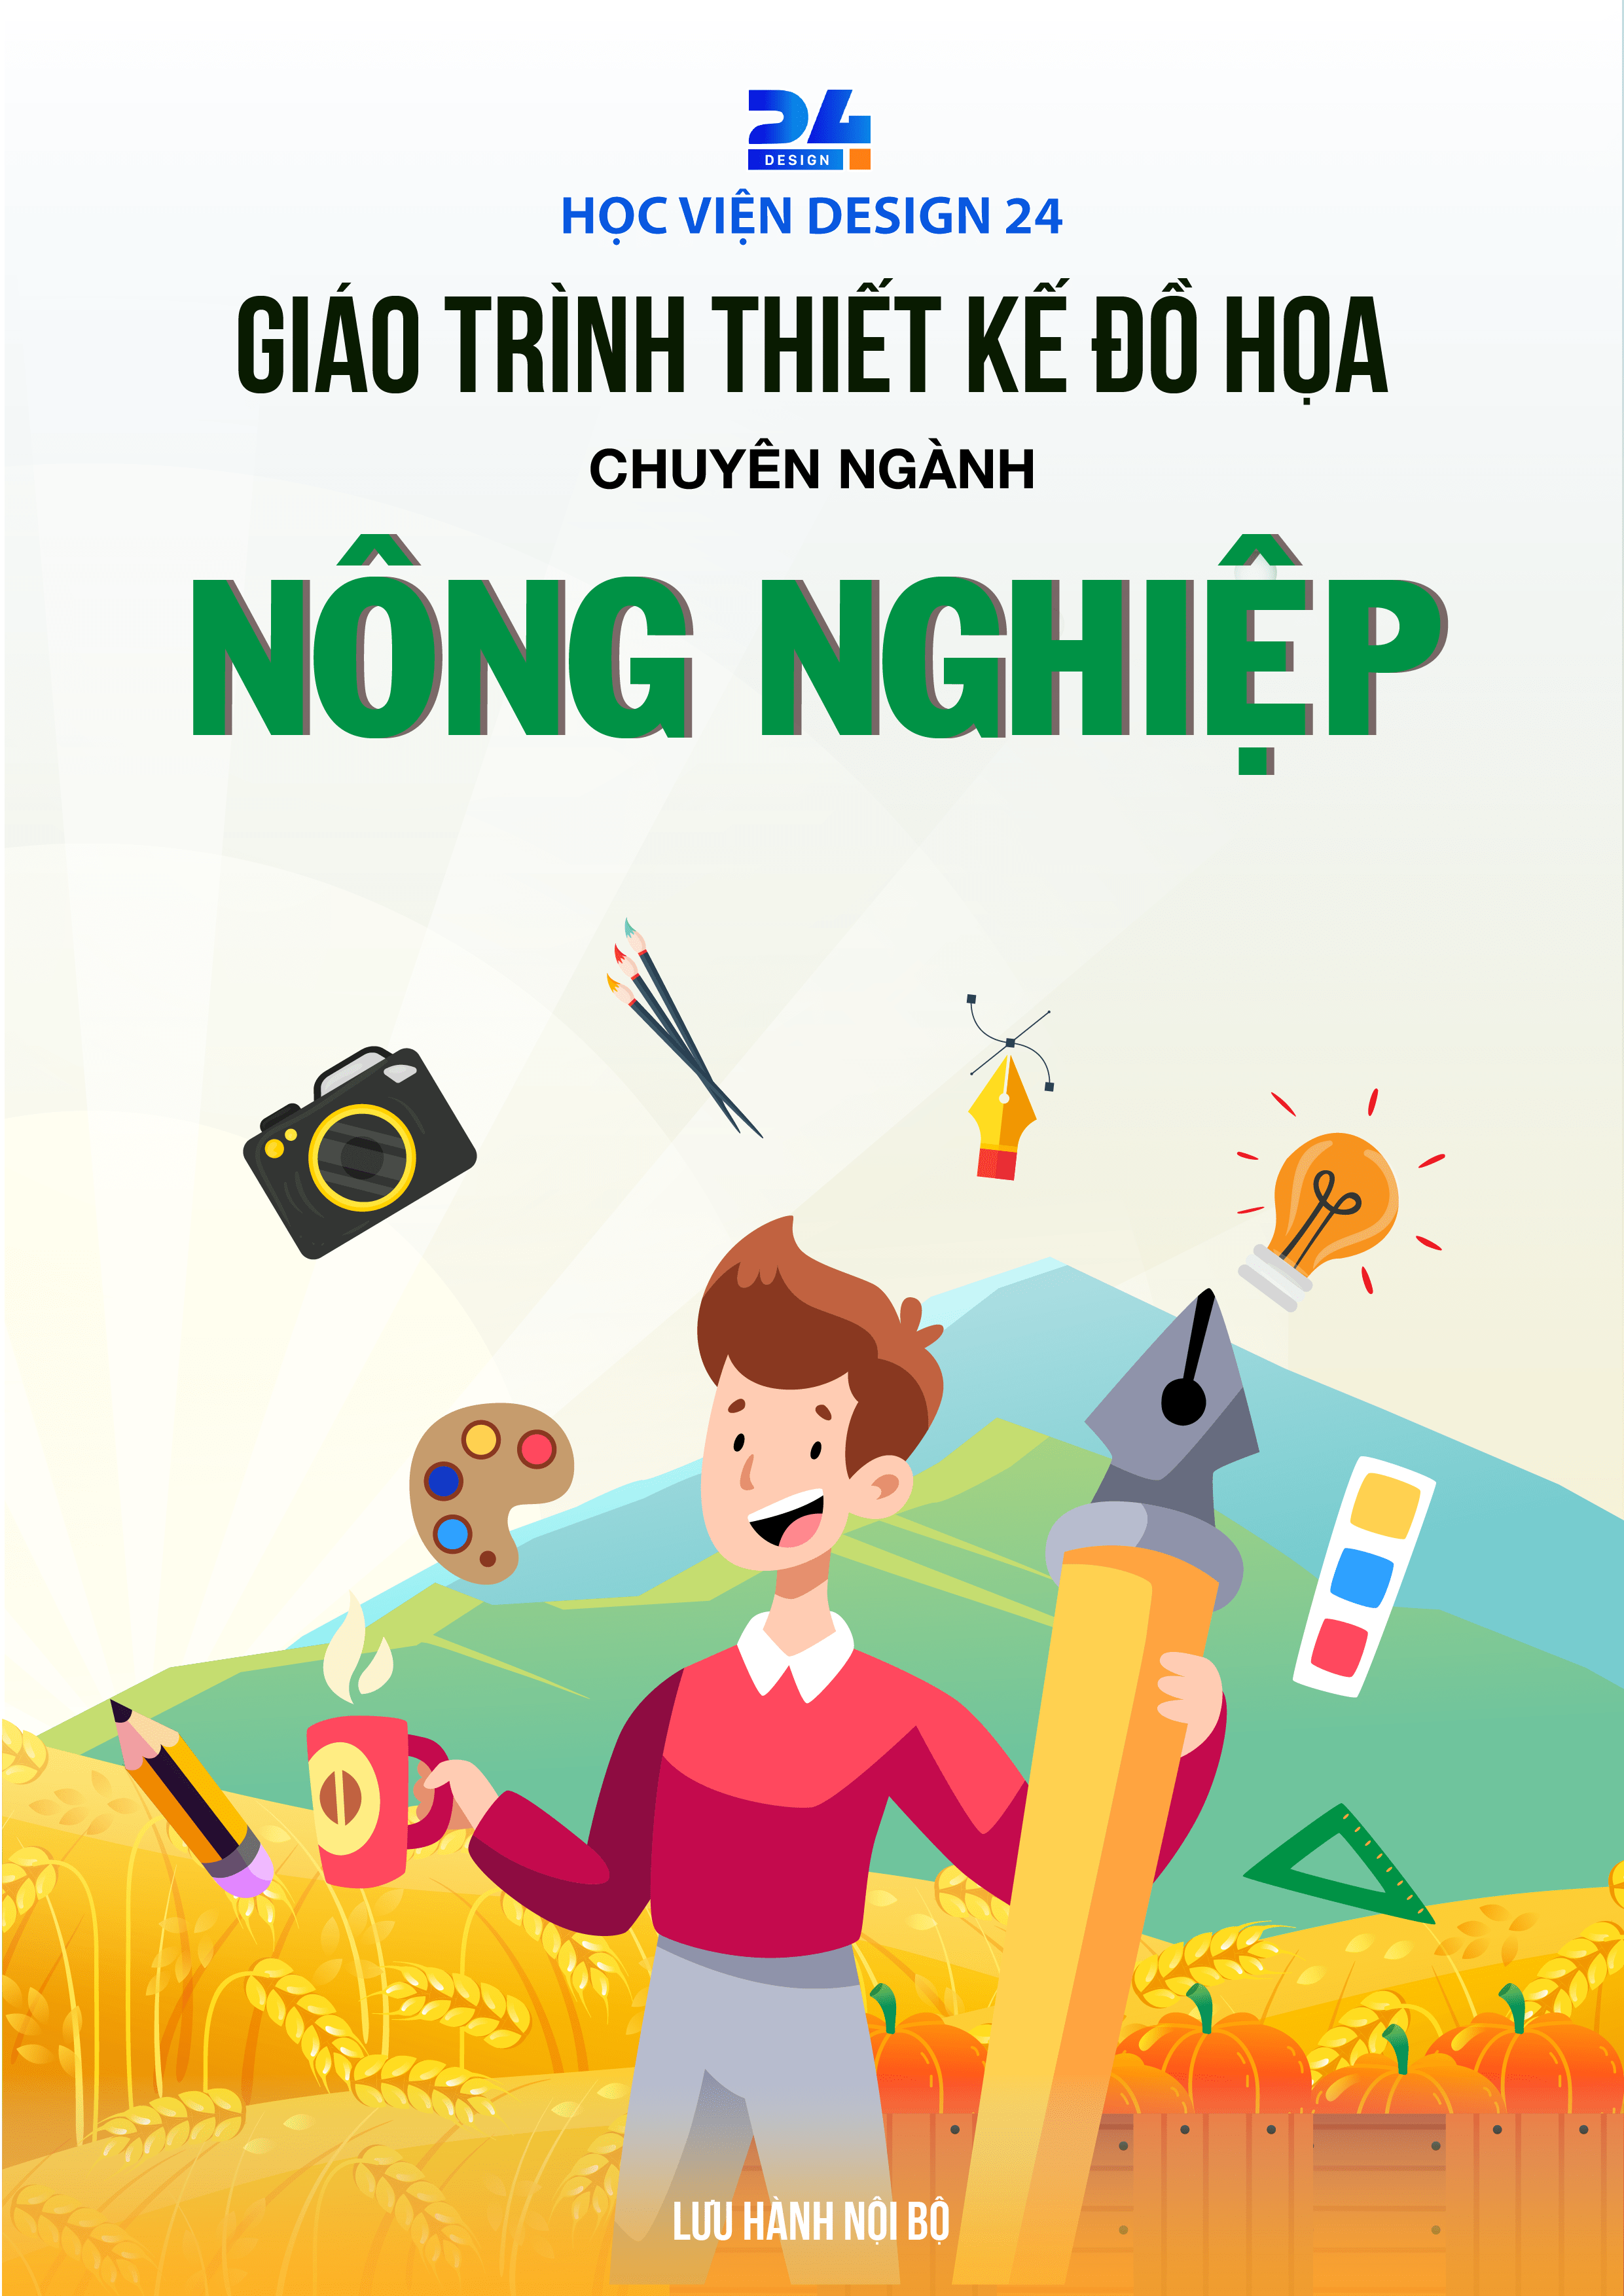 24
DESIGN
HỌC VIỆN DESIGN 24
GIÁO TRÌNH THIẾT KẾ ĐỒ HỌA
CHUYÊN NGÀNH
NÔNG NGHIỆP
LƯU HÀNH NỘI BỘ